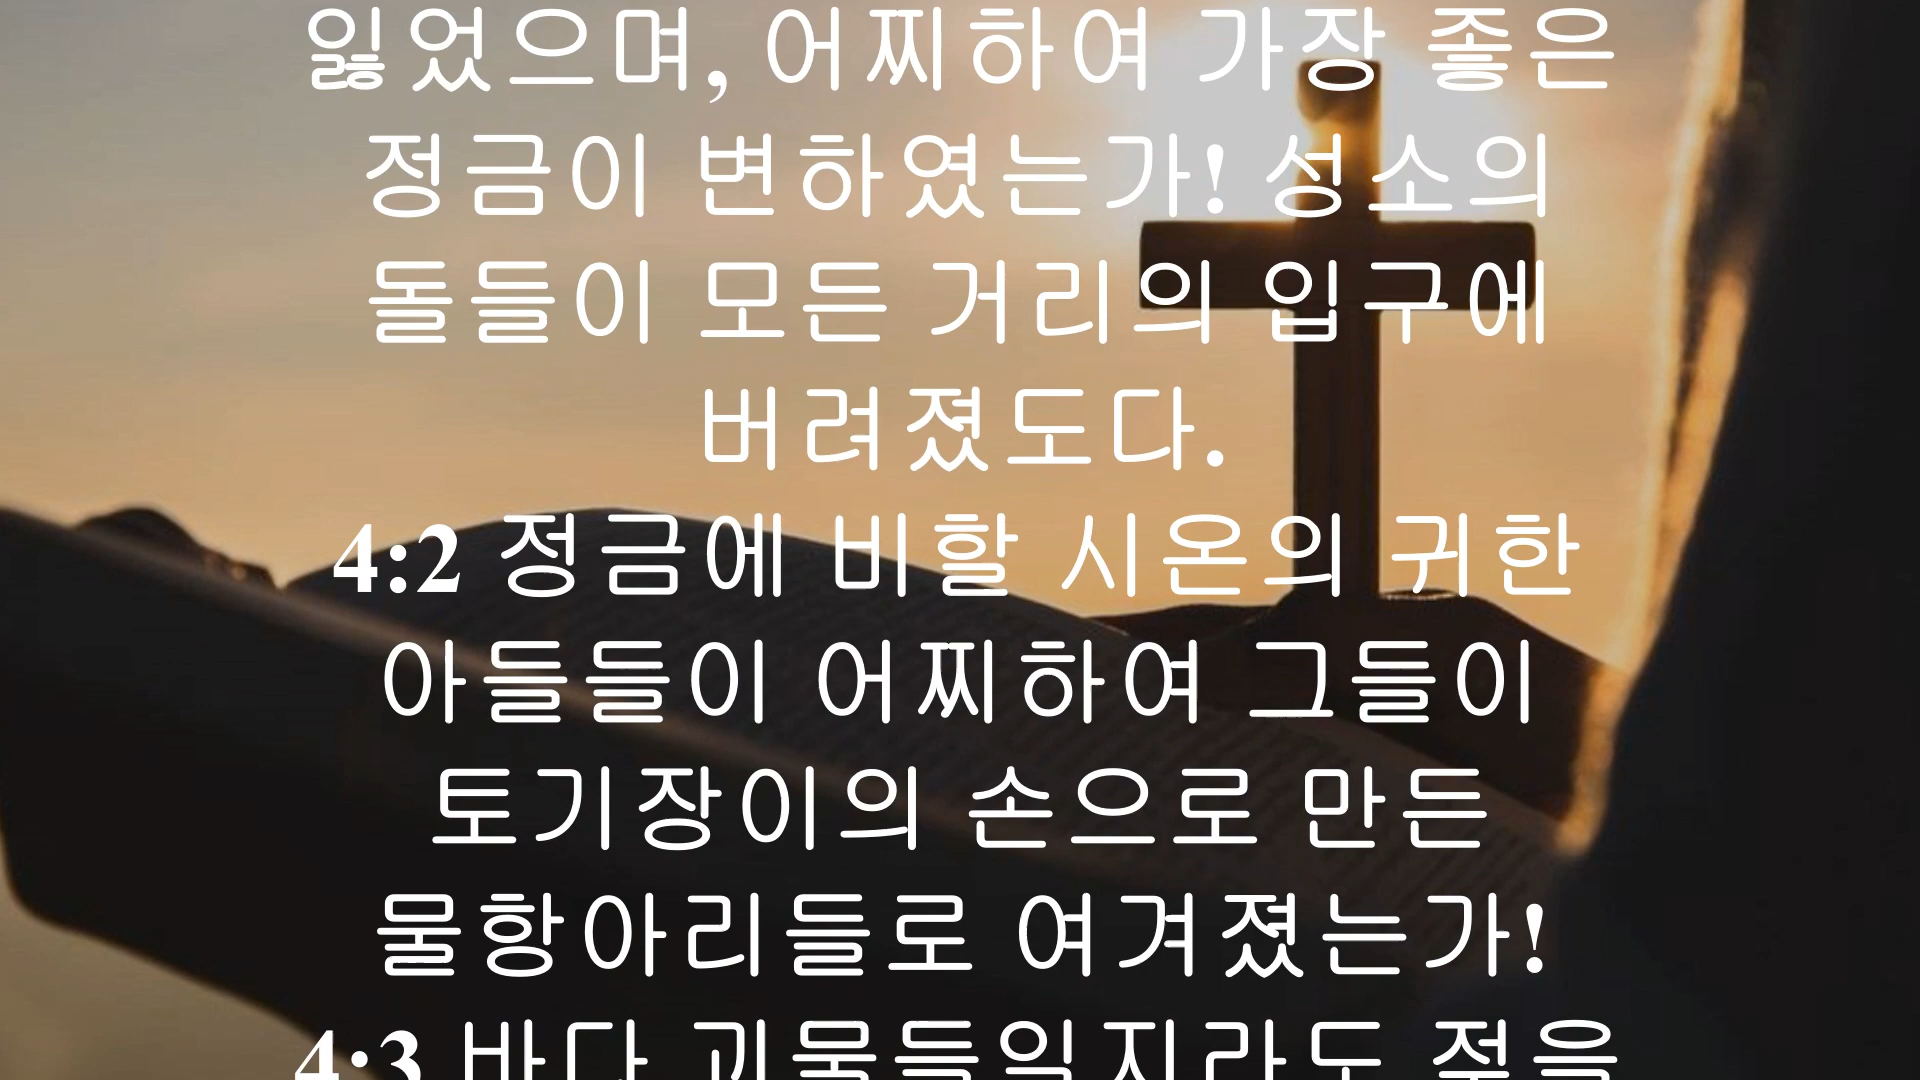 잃었으며, 어찌하여 가장 좋은
정금이 변하였는가! 성소의
돌들이 모든 거리의 입구에
버려졌도다.
4:2 정금에 비할 시온의 귀한
아들들이 어찌하여 그들이
토기장이의 손으로 만든
물항아리들로 여겨졌는가!
4:3 바다 괴물들일지라도 젖을